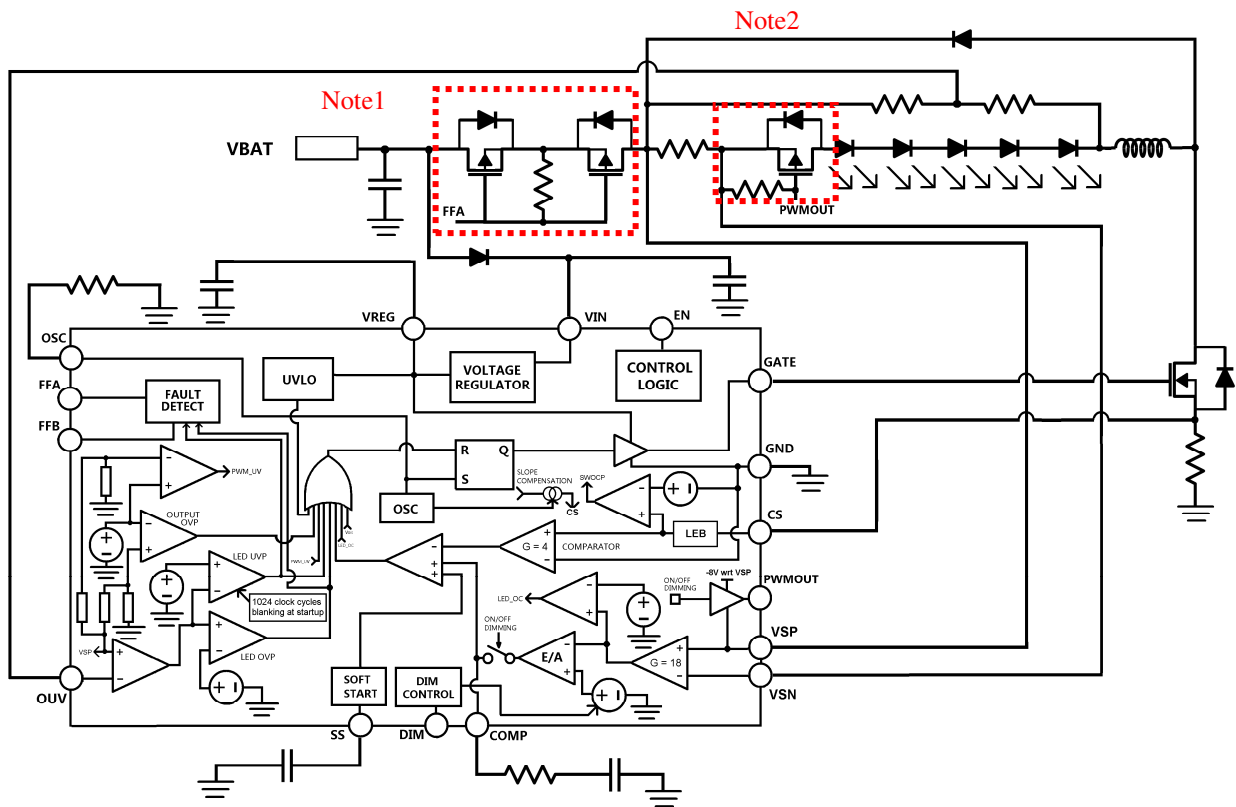 Note2
Note1
VBAT
FFA
PWMOUT
VREG
VIN
EN
OSC
GATE
UVLO
VOLTAGE
REGULATOR
CONTROL
LOGIC
FFA
FAULT
DETECT
FFB
GND
R
Q
S
SLOPE
COMPENSATION
CS
SWOCP
PWM_UV
OSC
OUTPUT
OVP
CS
LEB
G = 4
COMPARATOR
LED_OC
PWM_UV
LED UVP
-8V wrt VSP
PWMOUT
ON/OFF
DIMMING
1024 clock cycles
blanking at startup
LED_OC
ON/OFF
DIMMING
VSP
VSP
E/A
G = 18
LED OVP
VSN
OUV
SOFT
START
DIM
CONTROL
SS
DIM
COMP